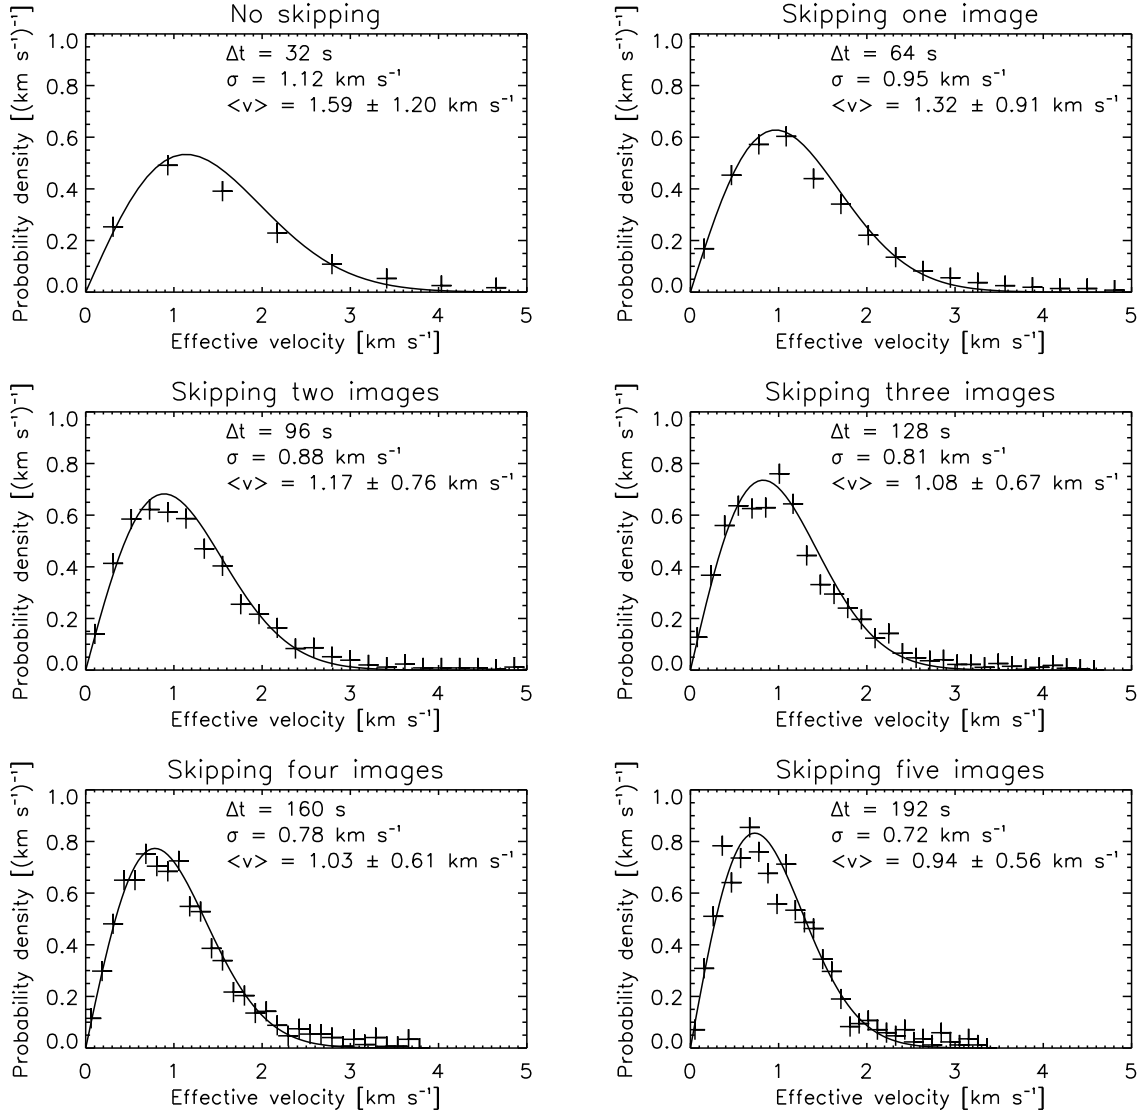 No skipping
Δt = 32 s
σ = 1.12 km s⁻¹
<v> = 1.59 ± 1.20 km s⁻¹
Probability density [(km s⁻¹)⁻¹]
1.0
0.8
0.6
0.4
0.2
0.0
0 1 2 3 4 5
Effective velocity [km s⁻¹]
Skipping one image
Δt = 64 s
σ = 0.95 km s⁻¹
<v> = 1.32 ± 0.91 km s⁻¹
Probability density [(km s⁻¹)⁻¹]
1.0
0.8
0.6
0.4
0.2
0.0
0 1 2 3 4 5
Effective velocity [km s⁻¹]
Skipping two images
Δt = 96 s
σ = 0.88 km s⁻¹
<v> = 1.17 ± 0.76 km s⁻¹
Probability density [(km s⁻¹)⁻¹]
1.0
0.8
0.6
0.4
0.2
0.0
0 1 2 3 4 5
Effective velocity [km s⁻¹]
Skipping three images
Δt = 128 s
σ = 0.81 km s⁻¹
<v> = 1.08 ± 0.67 km s⁻¹
Probability density [(km s⁻¹)⁻¹]
1.0
0.8
0.6
0.4
0.2
0.0
0 1 2 3 4 5
Effective velocity [km s⁻¹]
Skipping four images
Δt = 160 s
σ = 0.78 km s⁻¹
<v> = 1.03 ± 0.61 km s⁻¹
Probability density [(km s⁻¹)⁻¹]
1.0
0.8
0.6
0.4
0.2
0.0
0 1 2 3 4 5
Effective velocity [km s⁻¹]
Skipping five images
Δt = 192 s
σ = 0.72 km s⁻¹
<v> = 0.94 ± 0.56 km s⁻¹
Probability density [(km s⁻¹)⁻¹]
1.0
0.8
0.6
0.4
0.2
0.0
0 1 2 3 4 5
Effective velocity [km s⁻¹]